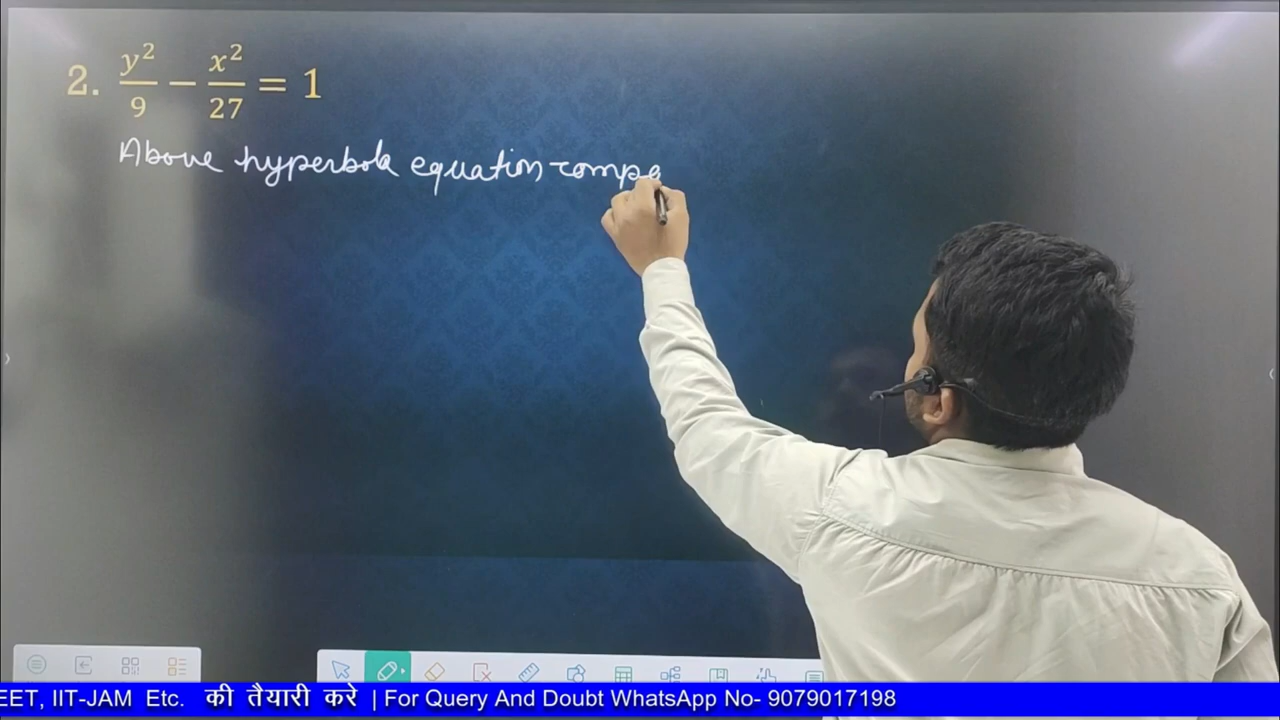 2. y²/9 − x²/27 = 1
Above hyperbola equation compa
EET, IIT-JAM Etc. की तैयारी करे | For Query And Doubt WhatsApp No- 9079017198